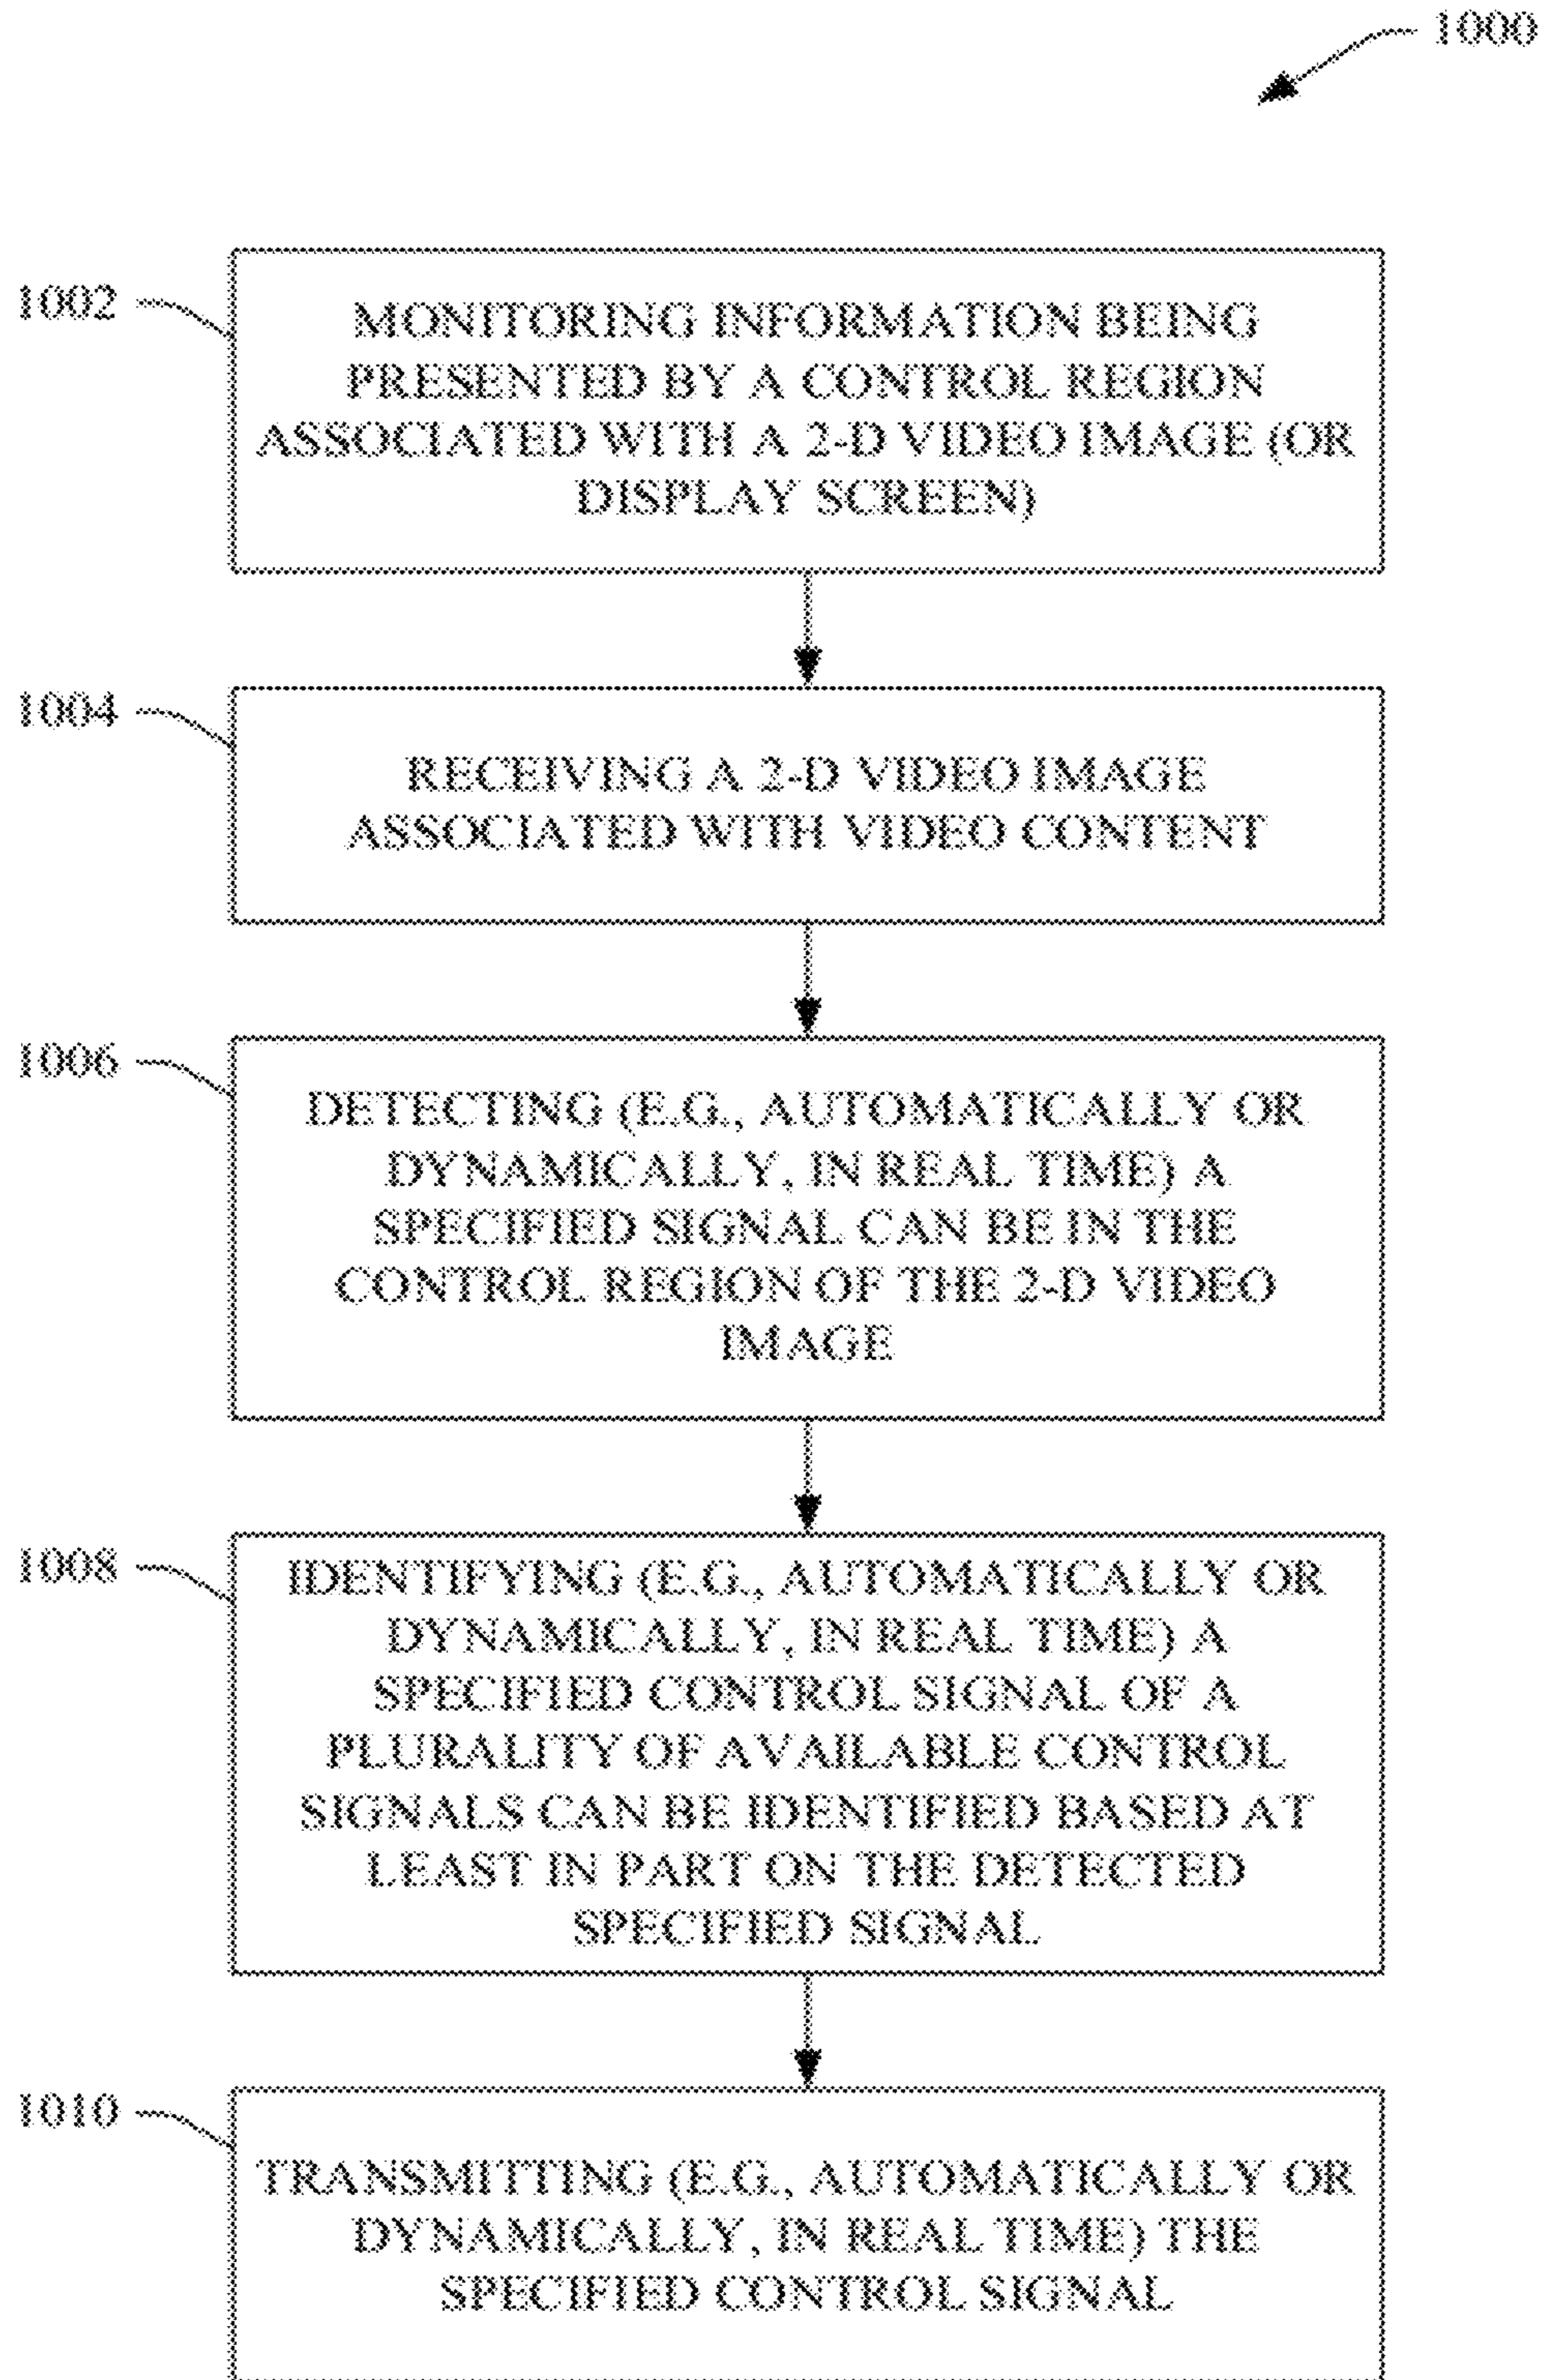 1000
1002
MONITORING INFORMATION BEING
PRESENTED BY A CONTROL REGION
ASSOCIATED WITH A 2-D VIDEO IMAGE (OR
DISPLAY SCREEN)
1004
RECEIVING A 2-D VIDEO IMAGE
ASSOCIATED WITH VIDEO CONTENT
1006
DETECTING (E.G., AUTOMATICALLY OR
DYNAMICALLY, IN REAL TIME) A
SPECIFIED SIGNAL CAN BE IN THE
CONTROL REGION OF THE 2-D VIDEO
IMAGE
1008
IDENTIFYING (E.G., AUTOMATICALLY OR
DYNAMICALLY, IN REAL TIME) A
SPECIFIED CONTROL SIGNAL OF A
PLURALITY OF AVAILABLE CONTROL
SIGNALS CAN BE IDENTIFIED BASED AT
LEAST IN PART ON THE DETECTED
SPECIFIED SIGNAL
1010
TRANSMITTING (E.G., AUTOMATICALLY OR
DYNAMICALLY, IN REAL TIME) THE
SPECIFIED CONTROL SIGNAL